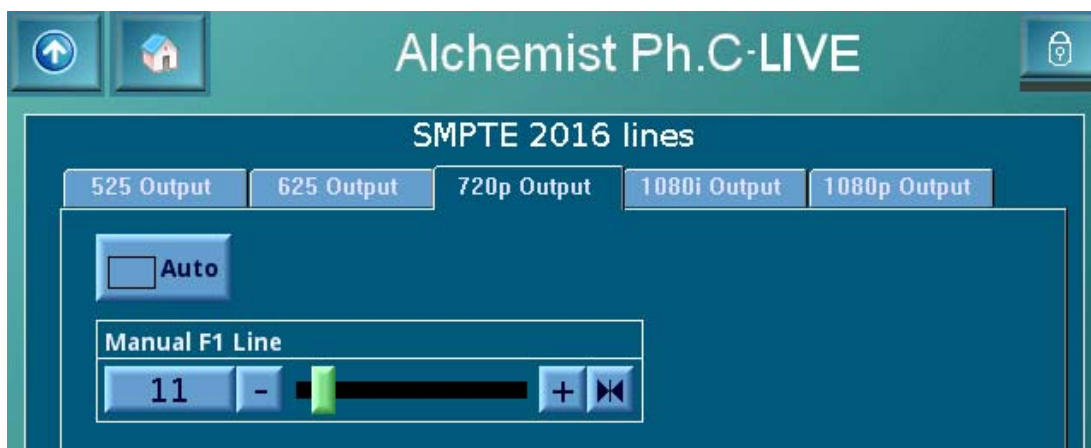 Alchemist Ph.C-LIVE
SMPTE 2016 lines
525 Output
625 Output
720p Output
1080i Output
1080p Output
Auto
Manual F1 Line
11
-
+